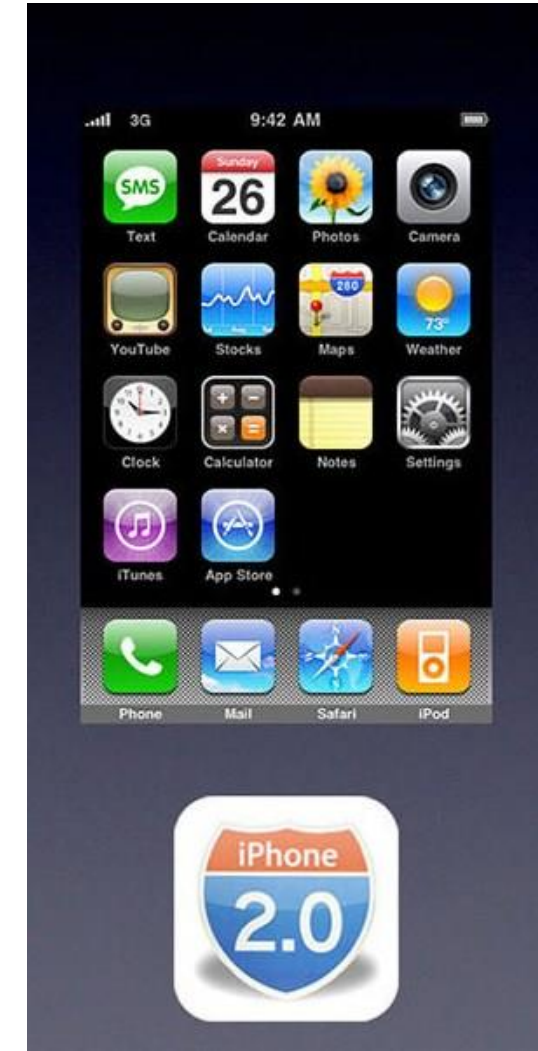 3G 9:42 AM
SMS Sunday 26 280 73°
Text Calendar Photos Camera
YouTube Stocks Maps Weather
Clock Calculator Notes Settings
iTunes App Store
Phone Mail Safari iPod
iPhone
2.0